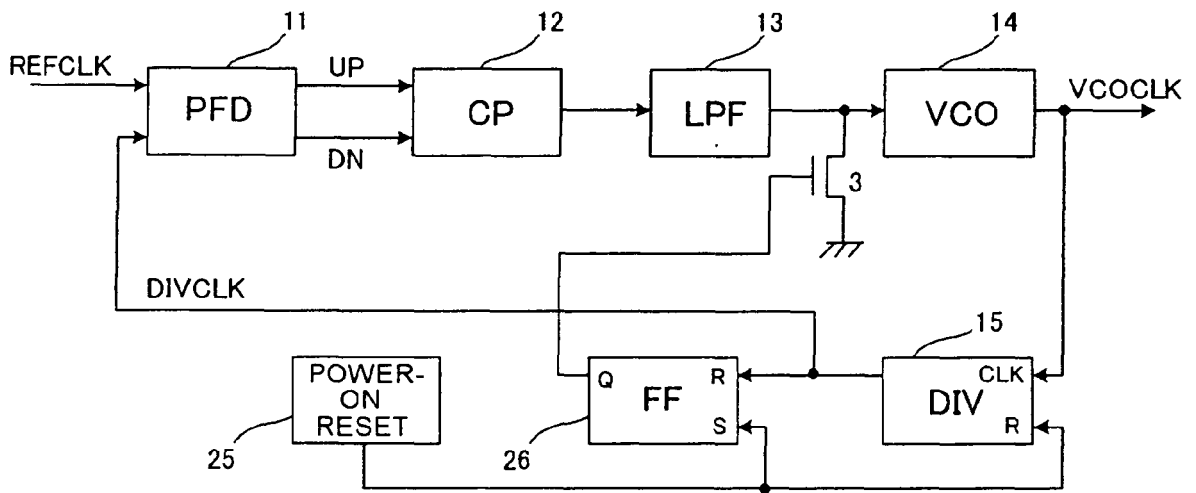 11
12
13
14
REFCLK
UP
VCOCLK
PFD
CP
LPF
VCO
DN
3
DIVCLK
15
POWER-
ON
RESET
Q
R
FF
S
CLK
DIV
R
25
26